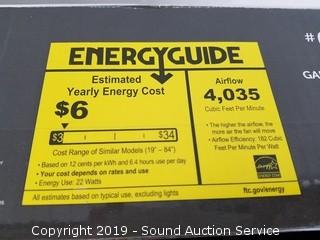 #
GA
ENERGYGUIDE
Estimated
Yearly Energy Cost
$6
$3
$34
Cost Range of Similar Models (19" – 84")
• Based on 12 cents per kWh and 6.4 hours use per day
• Your cost depends on rates and use
• Energy Use: 22 Watts
All estimates based on typical use, excluding lights
Airflow
4,035
Cubic Feet Per Minute
• The higher the airflow, the
more air the fan will move
• Airflow Efficiency: 182 Cubic
Feet Per Minute Per Watt
ENERGY STAR
ftc.gov/energy
Copyright 2019 - Sound Auction Service